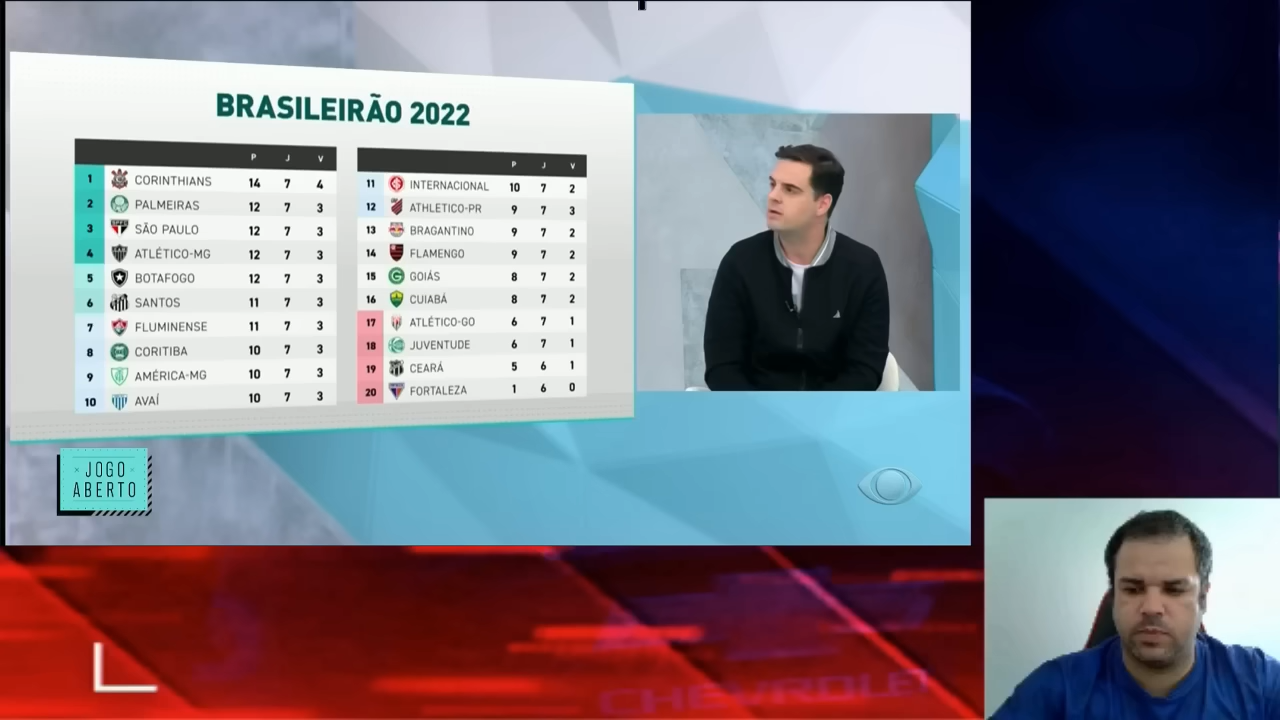 BRASILEIRÃO 2022
P J V
1 CORINTHIANS 14 7 4
2 PALMEIRAS 12 7 3
3 SÃO PAULO 12 7 3
4 ATLÉTICO-MG 12 7 3
5 BOTAFOGO 12 7 3
6 SANTOS 11 7 3
7 FLUMINENSE 11 7 3
8 CORITIBA 10 7 3
9 AMÉRICA-MG 10 7 3
10 AVAÍ 10 7 3
P J V
11 INTERNACIONAL 10 7 2
12 ATHLETICO-PR 9 7 3
13 BRAGANTINO 9 7 2
14 FLAMENGO 9 7 2
15 GOIÁS 8 7 2
16 CUIABÁ 8 7 2
17 ATLÉTICO-GO 6 7 1
18 JUVENTUDE 6 7 1
19 CEARÁ 5 6 1
20 FORTALEZA 1 6 0
JOGO
ABERTO
CHEVROLET